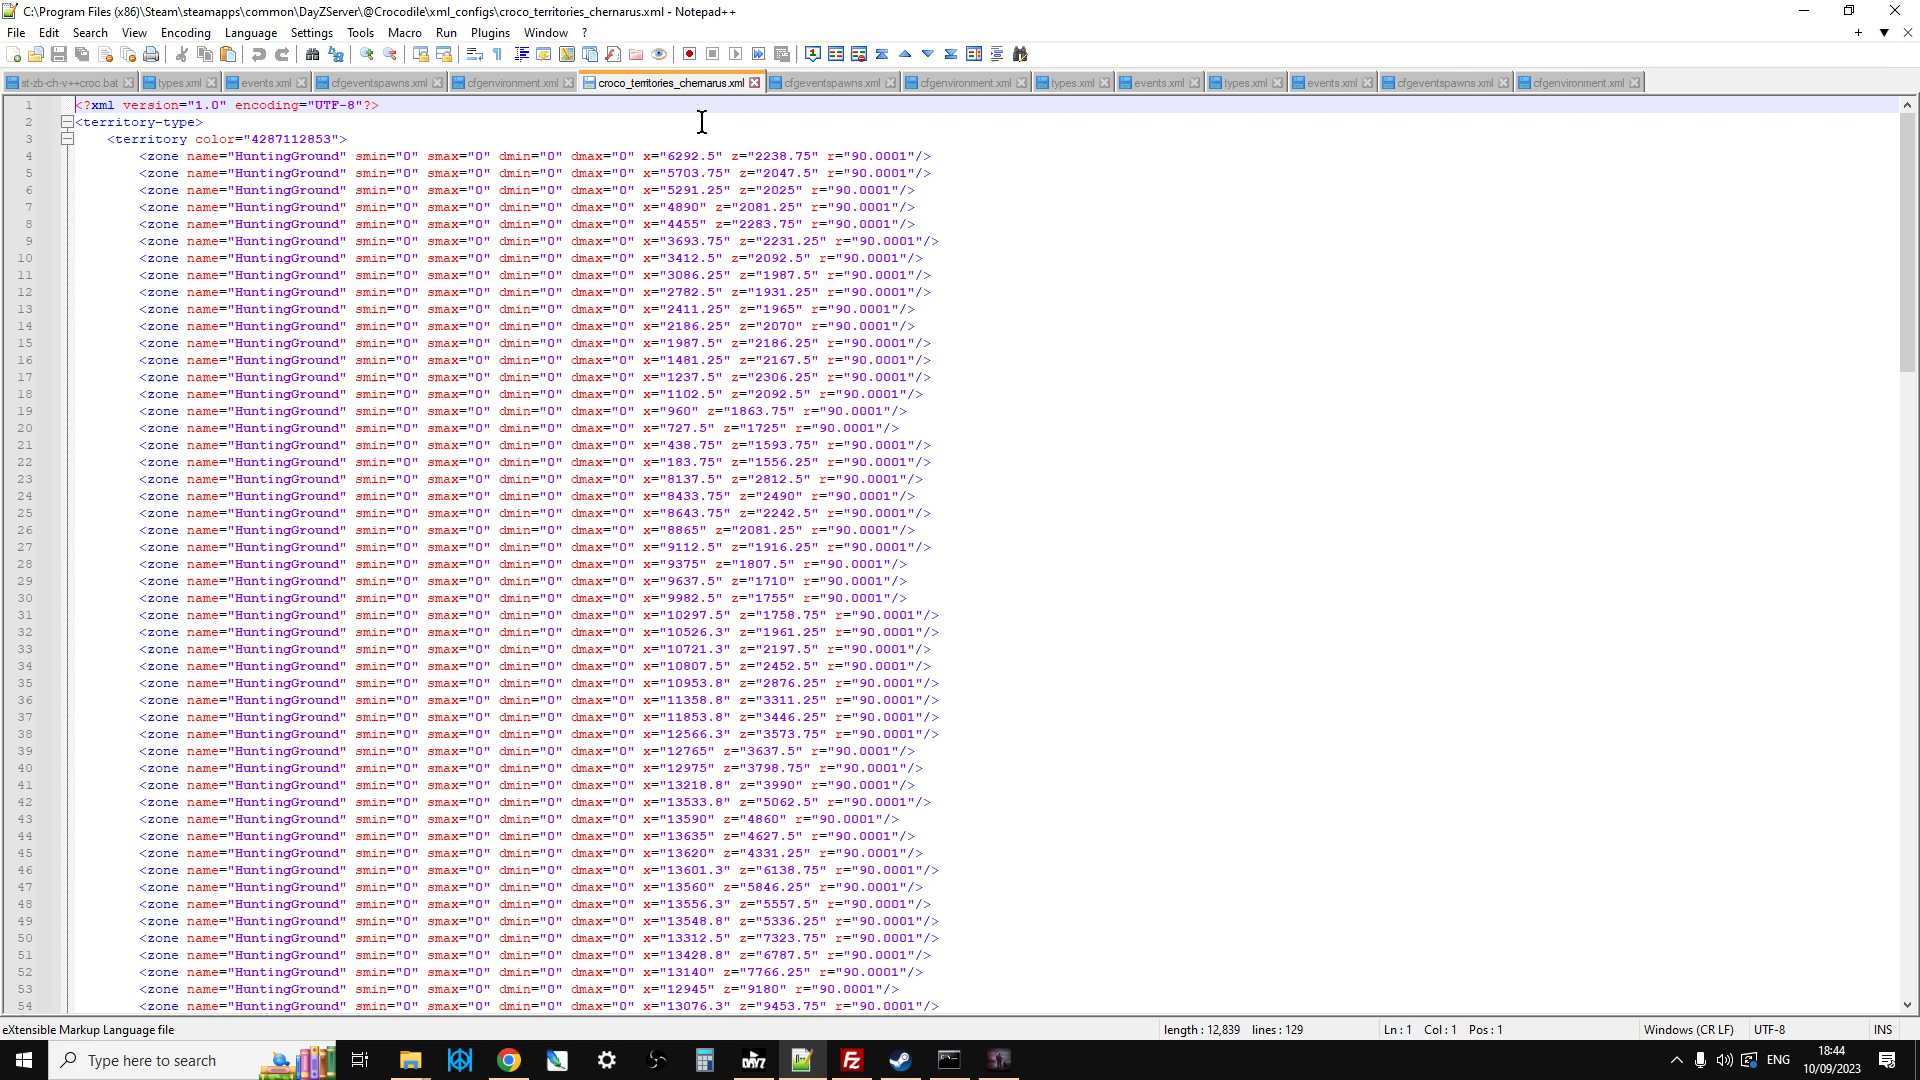 C:\Program Files (x86)\Steam\steamapps\common\DayZServer\@Crocodile\xml_configs\croco_territories_chernarus.xml - Notepad++
File Edit Search View Encoding Language Settings Tools Macro Run Plugins Window ?
st-zb-ch-v++croc.bat types.xml events.xml cfgeventspawns.xml cfgenvironment.xml croco_territories_chernarus.xml cfgeventspawns.xml cfgenvironment.xml types.xml events.xml types.xml events.xml cfgeventspawns.xml cfgenvironment.xml
1 <?xml version="1.0" encoding="UTF-8"?>
2 <territory-type>
3 <territory color="4287112853">
4 <zone name="HuntingGround" smin="0" smax="0" dmin="0" dmax="0" x="6292.5" z="2238.75" r="90.0001"/>
5 <zone name="HuntingGround" smin="0" smax="0" dmin="0" dmax="0" x="5703.75" z="2047.5" r="90.0001"/>
6 <zone name="HuntingGround" smin="0" smax="0" dmin="0" dmax="0" x="5291.25" z="2025" r="90.0001"/>
7 <zone name="HuntingGround" smin="0" smax="0" dmin="0" dmax="0" x="4890" z="2081.25" r="90.0001"/>
8 <zone name="HuntingGround" smin="0" smax="0" dmin="0" dmax="0" x="4455" z="2283.75" r="90.0001"/>
9 <zone name="HuntingGround" smin="0" smax="0" dmin="0" dmax="0" x="3693.75" z="2231.25" r="90.0001"/>
10 <zone name="HuntingGround" smin="0" smax="0" dmin="0" dmax="0" x="3412.5" z="2092.5" r="90.0001"/>
11 <zone name="HuntingGround" smin="0" smax="0" dmin="0" dmax="0" x="3086.25" z="1987.5" r="90.0001"/>
12 <zone name="HuntingGround" smin="0" smax="0" dmin="0" dmax="0" x="2782.5" z="1931.25" r="90.0001"/>
13 <zone name="HuntingGround" smin="0" smax="0" dmin="0" dmax="0" x="2411.25" z="1965" r="90.0001"/>
14 <zone name="HuntingGround" smin="0" smax="0" dmin="0" dmax="0" x="2186.25" z="2070" r="90.0001"/>
15 <zone name="HuntingGround" smin="0" smax="0" dmin="0" dmax="0" x="1987.5" z="2186.25" r="90.0001"/>
16 <zone name="HuntingGround" smin="0" smax="0" dmin="0" dmax="0" x="1481.25" z="2167.5" r="90.0001"/>
17 <zone name="HuntingGround" smin="0" smax="0" dmin="0" dmax="0" x="1237.5" z="2306.25" r="90.0001"/>
18 <zone name="HuntingGround" smin="0" smax="0" dmin="0" dmax="0" x="1102.5" z="2092.5" r="90.0001"/>
19 <zone name="HuntingGround" smin="0" smax="0" dmin="0" dmax="0" x="960" z="1863.75" r="90.0001"/>
20 <zone name="HuntingGround" smin="0" smax="0" dmin="0" dmax="0" x="727.5" z="1725" r="90.0001"/>
21 <zone name="HuntingGround" smin="0" smax="0" dmin="0" dmax="0" x="438.75" z="1593.75" r="90.0001"/>
22 <zone name="HuntingGround" smin="0" smax="0" dmin="0" dmax="0" x="183.75" z="1556.25" r="90.0001"/>
23 <zone name="HuntingGround" smin="0" smax="0" dmin="0" dmax="0" x="8137.5" z="2812.5" r="90.0001"/>
24 <zone name="HuntingGround" smin="0" smax="0" dmin="0" dmax="0" x="8433.75" z="2490" r="90.0001"/>
25 <zone name="HuntingGround" smin="0" smax="0" dmin="0" dmax="0" x="8643.75" z="2242.5" r="90.0001"/>
26 <zone name="HuntingGround" smin="0" smax="0" dmin="0" dmax="0" x="8865" z="2081.25" r="90.0001"/>
27 <zone name="HuntingGround" smin="0" smax="0" dmin="0" dmax="0" x="9112.5" z="1916.25" r="90.0001"/>
28 <zone name="HuntingGround" smin="0" smax="0" dmin="0" dmax="0" x="9375" z="1807.5" r="90.0001"/>
29 <zone name="HuntingGround" smin="0" smax="0" dmin="0" dmax="0" x="9637.5" z="1710" r="90.0001"/>
30 <zone name="HuntingGround" smin="0" smax="0" dmin="0" dmax="0" x="9982.5" z="1755" r="90.0001"/>
31 <zone name="HuntingGround" smin="0" smax="0" dmin="0" dmax="0" x="10297.5" z="1758.75" r="90.0001"/>
32 <zone name="HuntingGround" smin="0" smax="0" dmin="0" dmax="0" x="10526.3" z="1961.25" r="90.0001"/>
33 <zone name="HuntingGround" smin="0" smax="0" dmin="0" dmax="0" x="10721.3" z="2197.5" r="90.0001"/>
34 <zone name="HuntingGround" smin="0" smax="0" dmin="0" dmax="0" x="10807.5" z="2452.5" r="90.0001"/>
35 <zone name="HuntingGround" smin="0" smax="0" dmin="0" dmax="0" x="10953.8" z="2876.25" r="90.0001"/>
36 <zone name="HuntingGround" smin="0" smax="0" dmin="0" dmax="0" x="11358.8" z="3311.25" r="90.0001"/>
37 <zone name="HuntingGround" smin="0" smax="0" dmin="0" dmax="0" x="11853.8" z="3446.25" r="90.0001"/>
38 <zone name="HuntingGround" smin="0" smax="0" dmin="0" dmax="0" x="12566.3" z="3573.75" r="90.0001"/>
39 <zone name="HuntingGround" smin="0" smax="0" dmin="0" dmax="0" x="12765" z="3637.5" r="90.0001"/>
40 <zone name="HuntingGround" smin="0" smax="0" dmin="0" dmax="0" x="12975" z="3798.75" r="90.0001"/>
41 <zone name="HuntingGround" smin="0" smax="0" dmin="0" dmax="0" x="13218.8" z="3990" r="90.0001"/>
42 <zone name="HuntingGround" smin="0" smax="0" dmin="0" dmax="0" x="13533.8" z="5062.5" r="90.0001"/>
43 <zone name="HuntingGround" smin="0" smax="0" dmin="0" dmax="0" x="13590" z="4860" r="90.0001"/>
44 <zone name="HuntingGround" smin="0" smax="0" dmin="0" dmax="0" x="13635" z="4627.5" r="90.0001"/>
45 <zone name="HuntingGround" smin="0" smax="0" dmin="0" dmax="0" x="13620" z="4331.25" r="90.0001"/>
46 <zone name="HuntingGround" smin="0" smax="0" dmin="0" dmax="0" x="13601.3" z="6138.75" r="90.0001"/>
47 <zone name="HuntingGround" smin="0" smax="0" dmin="0" dmax="0" x="13560" z="5846.25" r="90.0001"/>
48 <zone name="HuntingGround" smin="0" smax="0" dmin="0" dmax="0" x="13556.3" z="5557.5" r="90.0001"/>
49 <zone name="HuntingGround" smin="0" smax="0" dmin="0" dmax="0" x="13548.8" z="5336.25" r="90.0001"/>
50 <zone name="HuntingGround" smin="0" smax="0" dmin="0" dmax="0" x="13312.5" z="7323.75" r="90.0001"/>
51 <zone name="HuntingGround" smin="0" smax="0" dmin="0" dmax="0" x="13428.8" z="6787.5" r="90.0001"/>
52 <zone name="HuntingGround" smin="0" smax="0" dmin="0" dmax="0" x="13140" z="7766.25" r="90.0001"/>
53 <zone name="HuntingGround" smin="0" smax="0" dmin="0" dmax="0" x="12945" z="9180" r="90.0001"/>
54 <zone name="HuntingGround" smin="0" smax="0" dmin="0" dmax="0" x="13076.3" z="9453.75" r="90.0001"/>
eXtensible Markup Language file length : 12,839 lines : 129 Ln : 1 Col : 1 Pos : 1 Windows (CR LF) UTF-8 INS
Type here to search DAYZ ENG 18:44
10/09/2023